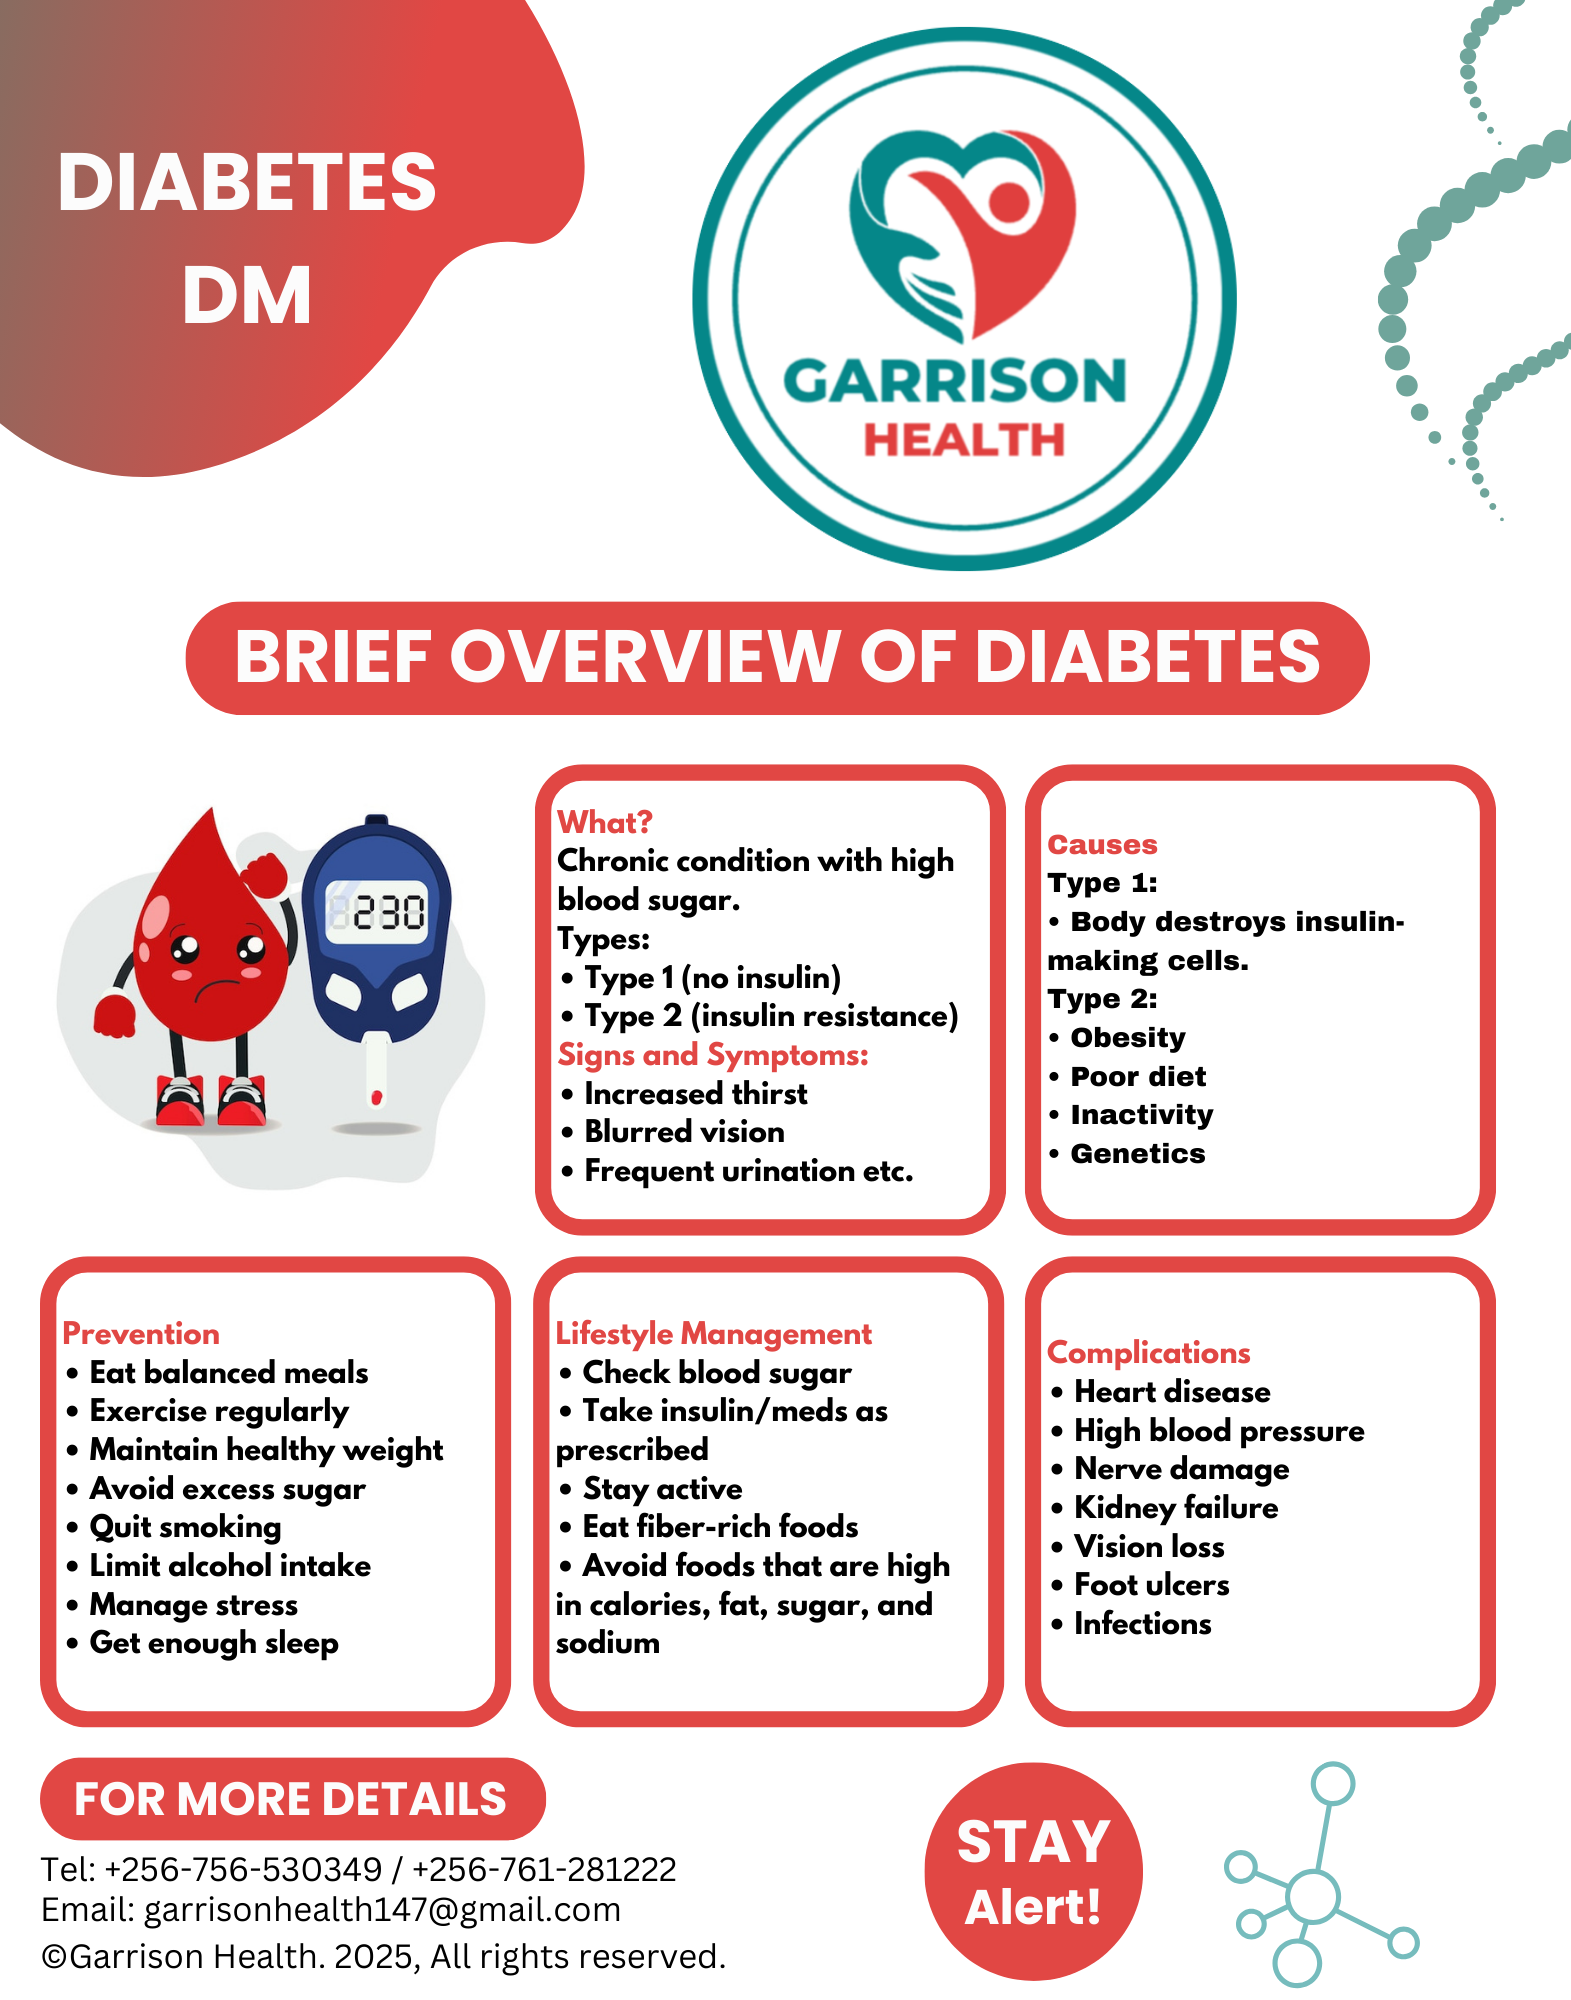 DIABETES
DM
GARRISON
HEALTH
BRIEF OVERVIEW OF DIABETES
230
What?
Chronic condition with high
blood sugar.
Types:
• Type 1 (no insulin)
• Type 2 (insulin resistance)
Signs and Symptoms:
• Increased thirst
• Blurred vision
• Frequent urination etc.
Causes
Type 1:
• Body destroys insulin-
making cells.
Type 2:
• Obesity
• Poor diet
• Inactivity
• Genetics
Prevention
• Eat balanced meals
• Exercise regularly
• Maintain healthy weight
• Avoid excess sugar
• Quit smoking
• Limit alcohol intake
• Manage stress
• Get enough sleep
Lifestyle Management
• Check blood sugar
• Take insulin/meds as
prescribed
• Stay active
• Eat fiber-rich foods
• Avoid foods that are high
in calories, fat, sugar, and
sodium
Complications
• Heart disease
• High blood pressure
• Nerve damage
• Kidney failure
• Vision loss
• Foot ulcers
• Infections
FOR MORE DETAILS
Tel: +256-756-530349 / +256-761-281222
Email: garrisonhealth147@gmail.com
©Garrison Health. 2025, All rights reserved.
STAY
Alert!